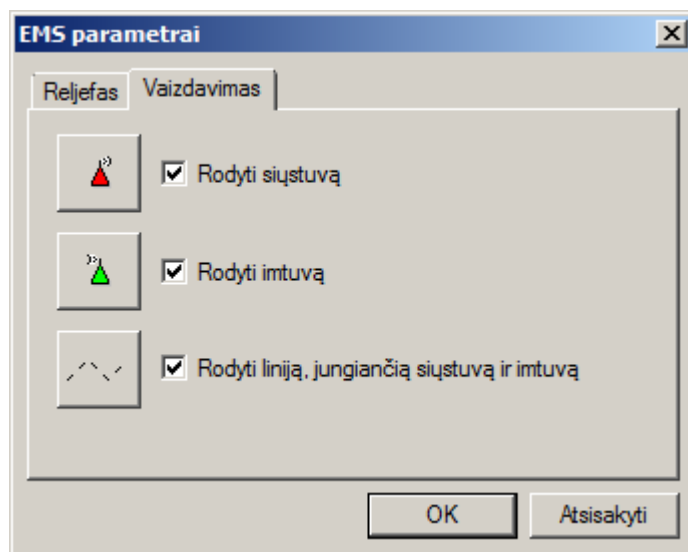 EMS parametrai
Reljefas
Vaizdavimas
Rodyti siųstuvą
Rodyti imtuvą
Rodyti liniją, jungiančią siųstuvą ir imtuvą
OK
Atsisakyti